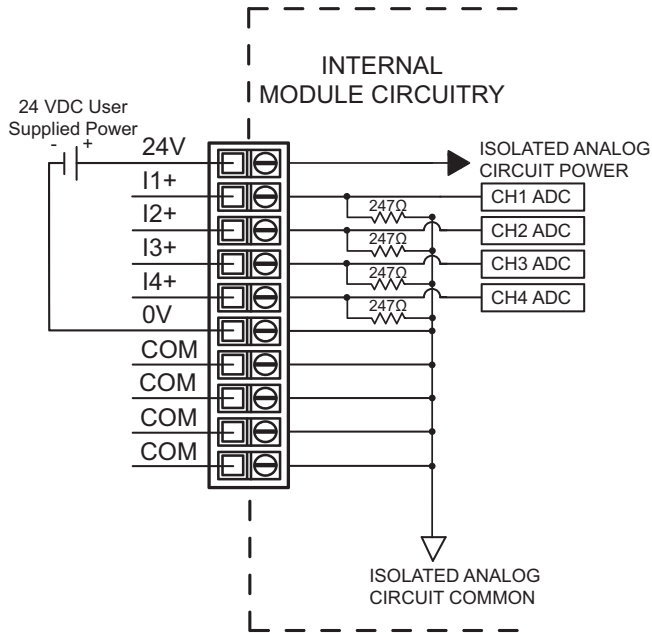 INTERNAL
MODULE CIRCUITRY
24 VDC User
Supplied Power
- +
24V
I1+
I2+
I3+
I4+
0V
COM
COM
COM
COM
ISOLATED ANALOG
CIRCUIT POWER
CH1 ADC
247Ω
CH2 ADC
247Ω
CH3 ADC
247Ω
CH4 ADC
247Ω
ISOLATED ANALOG
CIRCUIT COMMON